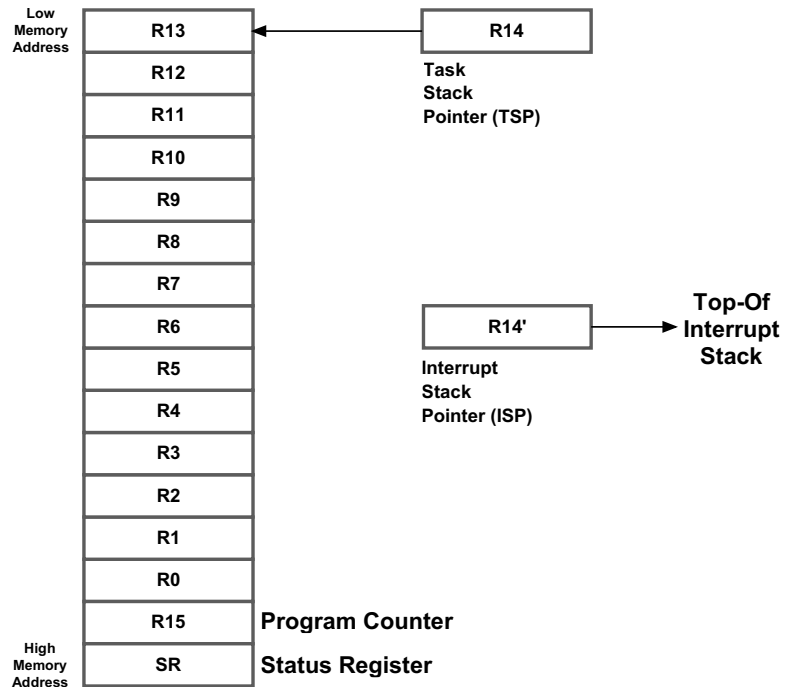 Low
Memory
Address
R13
R14
R12
Task
Stack
Pointer (TSP)
R11
R10
R9
R8
R7
R6
R14'
Top-Of
Interrupt
Stack
R5
Interrupt
Stack
Pointer (ISP)
R4
R3
R2
R1
R0
R15
Program Counter
High
Memory
Address
SR
Status Register